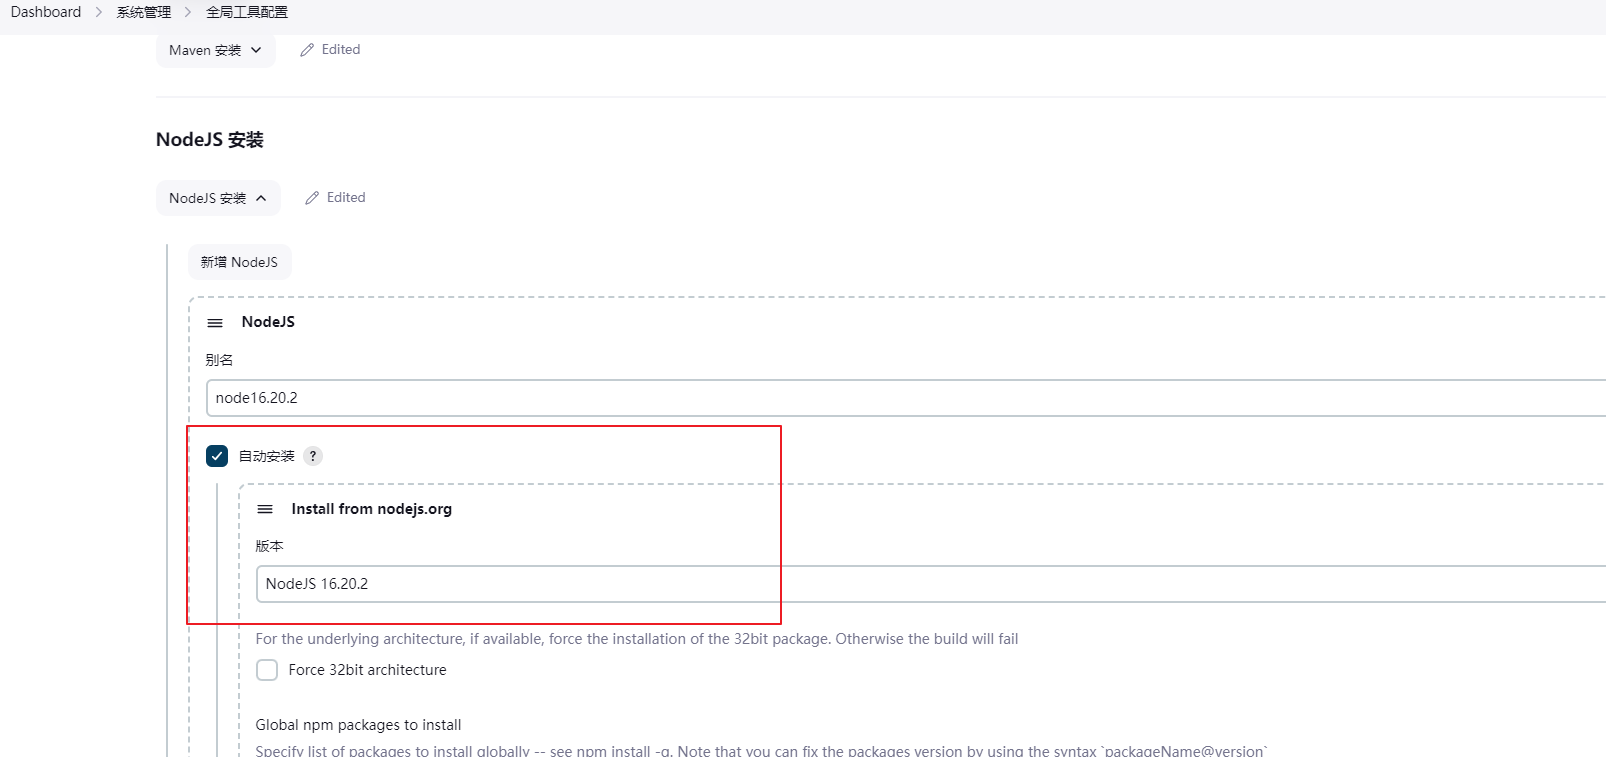 Dashboard > 系统管理 > 全局工具配置
Maven 安装 Edited
NodeJS 安装
NodeJS 安装 Edited
新增 NodeJS
NodeJS
别名
node16.20.2
自动安装 ?
Install from nodejs.org
版本
NodeJS 16.20.2
For the underlying architecture, if available, force the installation of the 32bit package. Otherwise the build will fail
Force 32bit architecture
Global npm packages to install
Specify list of packages to install globally -- see npm install -g. Note that you can fix the packages version by using the syntax `packageName@version`